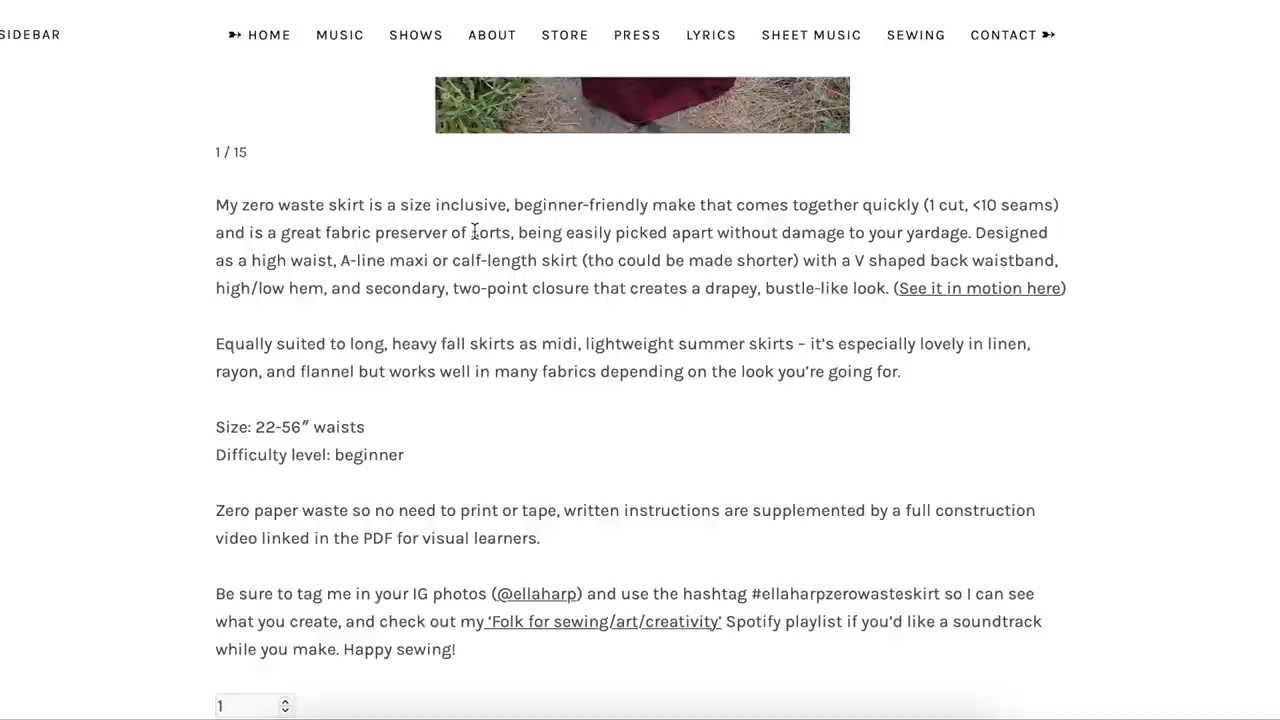 SIDEBAR
➳ HOME MUSIC SHOWS ABOUT STORE PRESS LYRICS SHEET MUSIC SEWING CONTACT ➳
1 / 15
My zero waste skirt is a size inclusive, beginner-friendly make that comes together quickly (1 cut, <10 seams)
and is a great fabric preserver of sorts, being easily picked apart without damage to your yardage. Designed
as a high waist, A-line maxi or calf-length skirt (tho could be made shorter) with a V shaped back waistband,
high/low hem, and secondary, two-point closure that creates a drapey, bustle-like look. (See it in motion here)
Equally suited to long, heavy fall skirts as midi, lightweight summer skirts – it’s especially lovely in linen,
rayon, and flannel but works well in many fabrics depending on the look you’re going for.
Size: 22-56″ waists
Difficulty level: beginner
Zero paper waste so no need to print or tape, written instructions are supplemented by a full construction
video linked in the PDF for visual learners.
Be sure to tag me in your IG photos (@ellaharp) and use the hashtag #ellaharpzerowasteskirt so I can see
what you create, and check out my ‘Folk for sewing/art/creativity’ Spotify playlist if you’d like a soundtrack
while you make. Happy sewing!
1